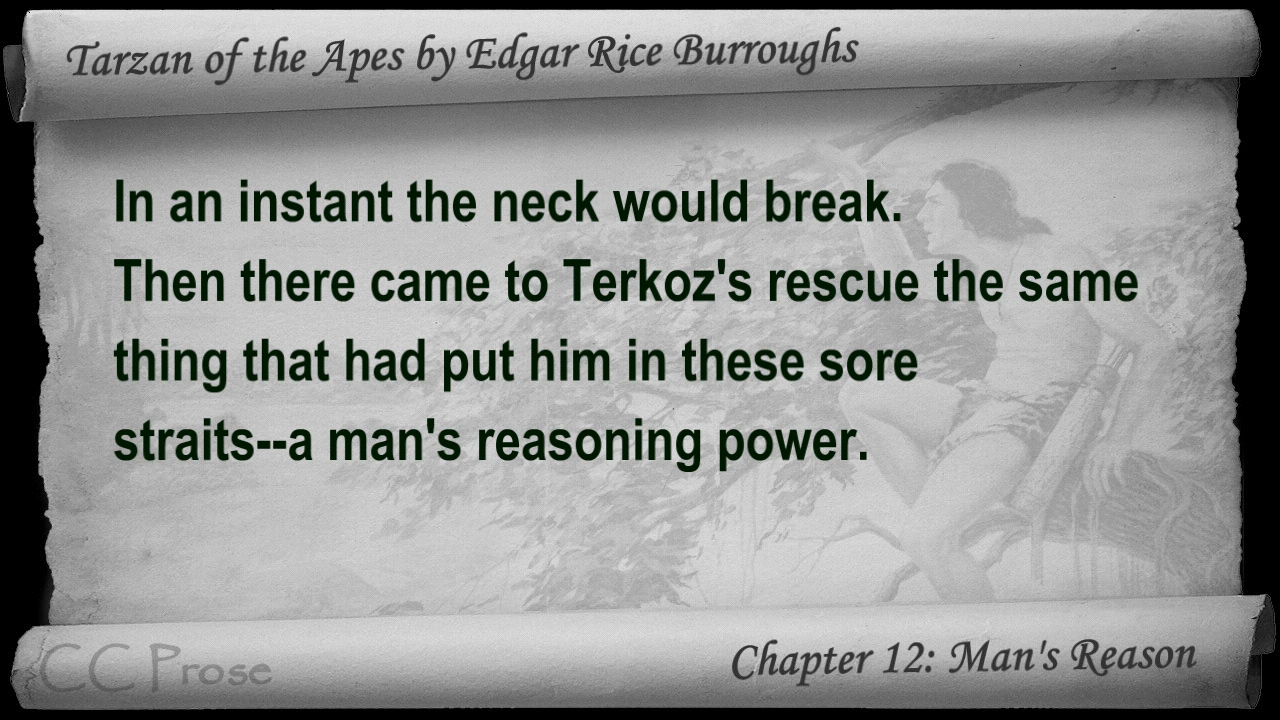 Tarzan of the Apes by Edgar Rice Burroughs
In an instant the neck would break.
Then there came to Terkoz's rescue the same
thing that had put him in these sore
straits--a man's reasoning power.
CC Prose
Chapter 12: Man's Reason